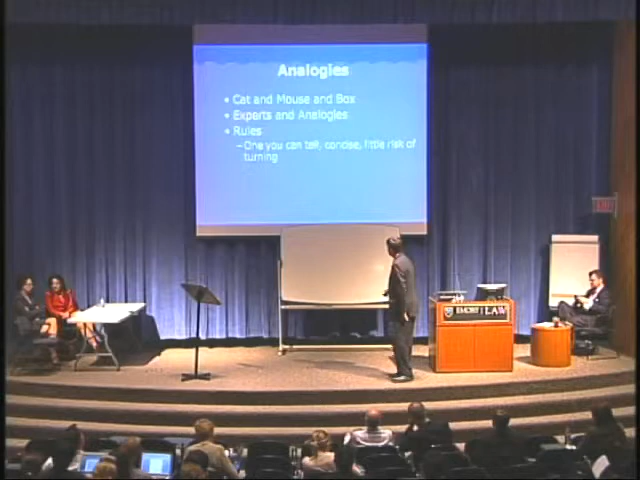 Analogies
• Cat and Mouse and Box
• Experts and Analogies
• Rules
–One you can tell, concise, little risk of
turning
EXIT
EMORY LAW